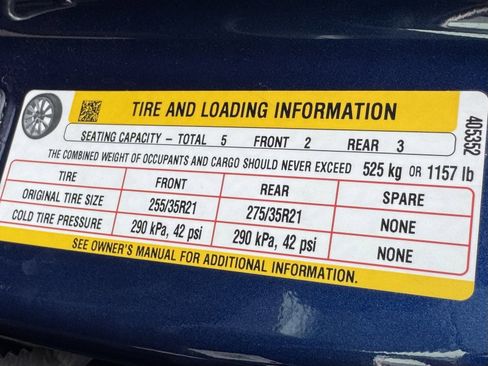 TIRE AND LOADING INFORMATION
SEATING CAPACITY – TOTAL 5 FRONT 2 REAR 3
THE COMBINED WEIGHT OF OCCUPANTS AND CARGO SHOULD NEVER EXCEED 525 kg OR 1157 lb
TIRE FRONT REAR SPARE
ORIGINAL TIRE SIZE 255/35R21 275/35R21 NONE
COLD TIRE PRESSURE 290 kPa, 42 psi 290 kPa, 42 psi NONE
SEE OWNER'S MANUAL FOR ADDITIONAL INFORMATION.
405352